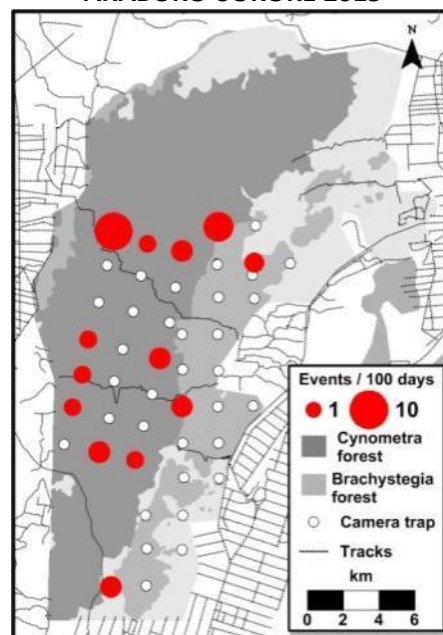 N
Events / 100 days
1 10
Cynometra
forest
Brachystegia
forest
Camera trap
Tracks
km
0 2 4 6